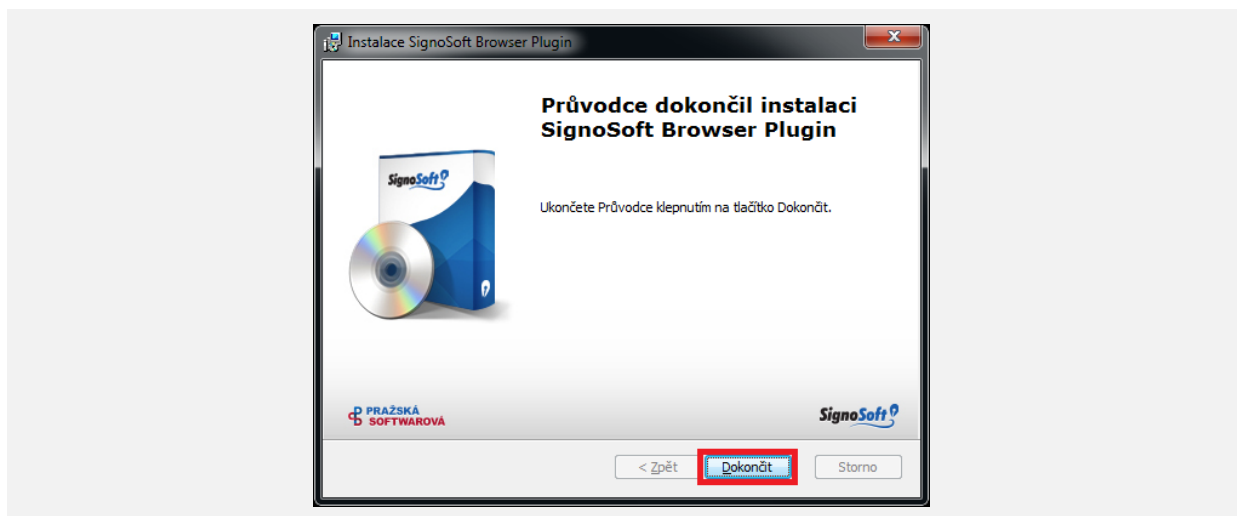 Instalace SignoSoft Browser Plugin
Průvodce dokončil instalaci
SignoSoft Browser Plugin
SignoSoft
Ukončete Průvodce klepnutím na tlačítko Dokončit.
PRAŽSKÁ
SOFTWAROVÁ
SignoSoft
< Zpět
Dokončit
Storno